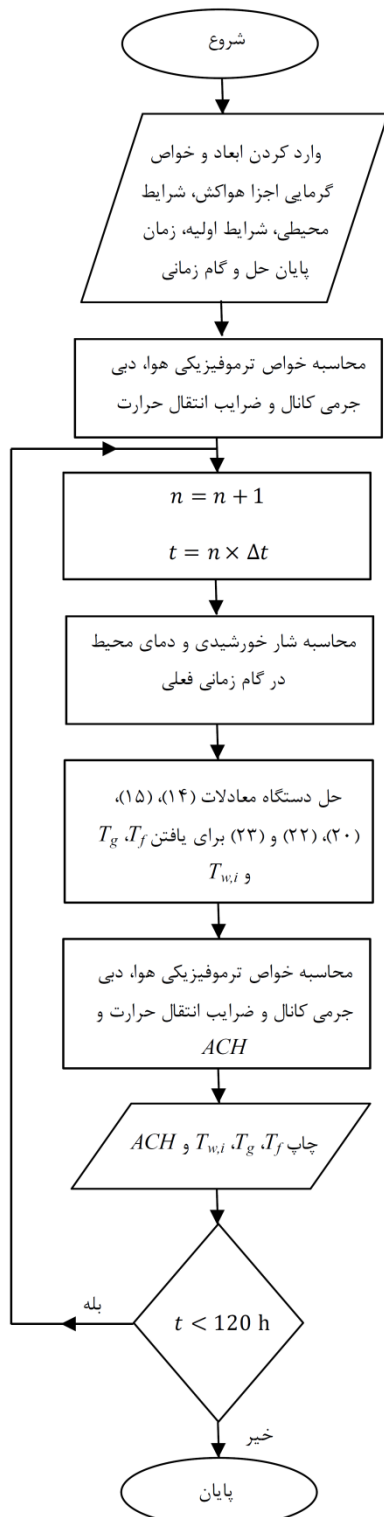 شروع
وارد کردن ابعاد و خواص
گرمایی اجزا هواکش، شرایط
محیطی، شرایط اولیه، زمان
پایان حل و گام زمانی
محاسبه خواص ترموفیزیکی هوا، دبی
جرمی کانال و ضرایب انتقال حرارت
n = n + 1
t = n × Δt
محاسبه شار خورشیدی و دمای محیط
در گام زمانی فعلی
حل دستگاه معادلات (۱۴)، (۱۵)،
(۲۰)، (۲۲) و (۲۳) برای یافتن T_f، T_g
و T_{w,i}
محاسبه خواص ترموفیزیکی هوا، دبی
جرمی کانال و ضرایب انتقال حرارت و
ACH
چاپ T_f، T_g، T_{w,i} و ACH
t < 120 h
بله
خیر
پایان